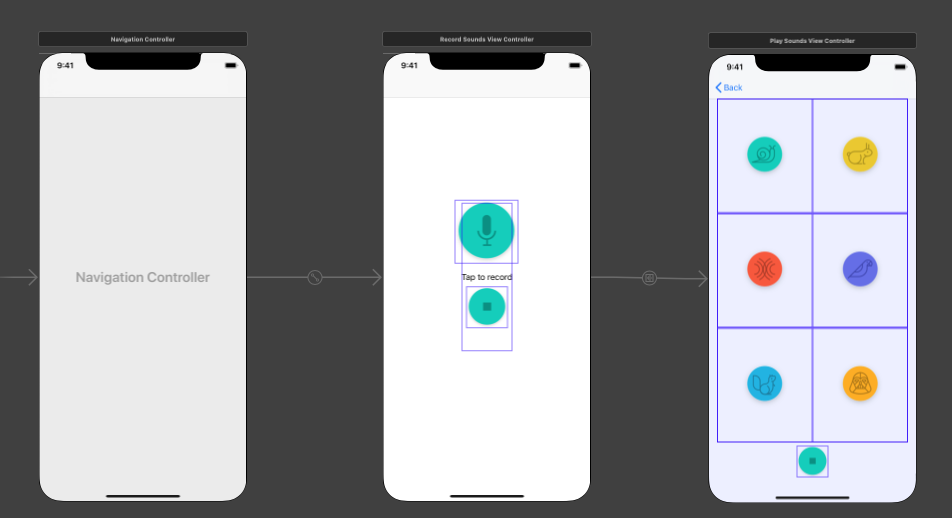 Navigation Controller
Record Sounds View Controller
Play Sounds View Controller
9:41
9:41
9:41
Back
Navigation Controller
Tap to record